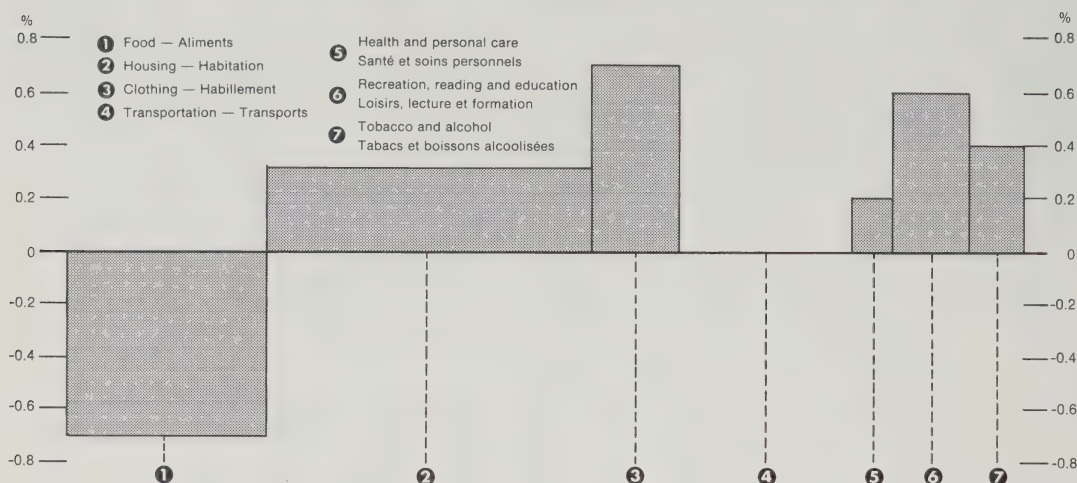 %
0.8
0.6
0.4
0.2
0
-0.2
-0.4
-0.6
-0.8
1 Food — Aliments
2 Housing — Habitation
3 Clothing — Habillement
4 Transportation — Transports
5 Health and personal care
Santé et soins personnels
6 Recreation, reading and education
Loisirs, lecture et formation
7 Tobacco and alcohol
Tabacs et boissons alcoolisées
%
0.8
0.6
0.4
0.2
0
-0.2
-0.4
-0.6
-0.8
1 2 3 4 5 6 7